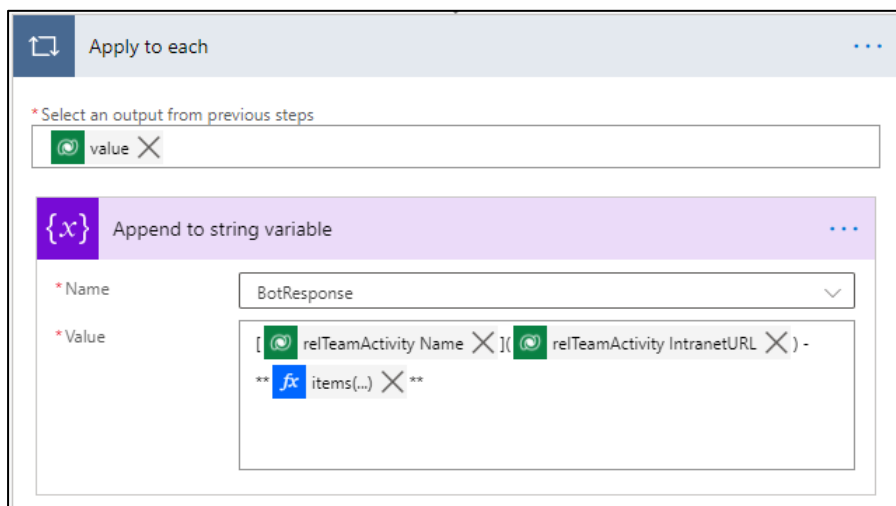 Apply to each
...
* Select an output from previous steps
value
{x} Append to string variable
...
* Name
BotResponse
* Value
[ relTeamActivity Name ]( relTeamActivity IntranetURL ) -
** fx items(...) **